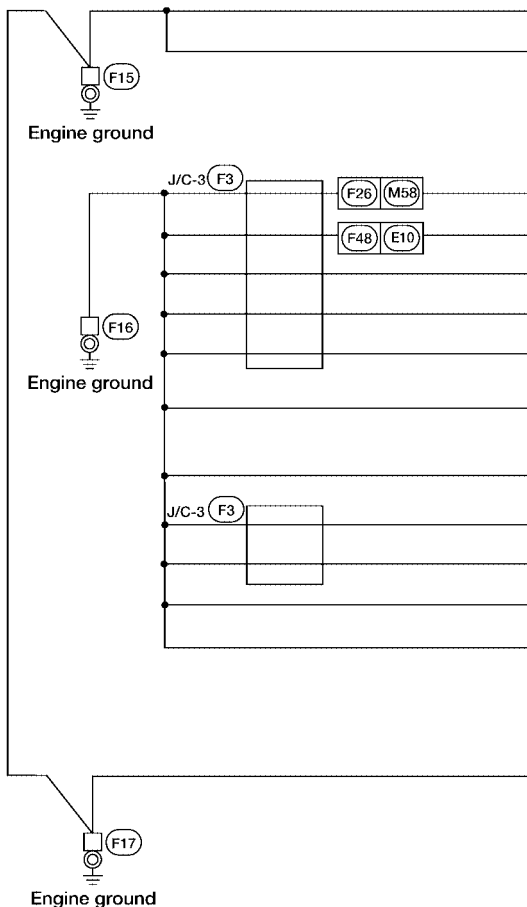 F15
Engine ground
J/C-3 F3
F26 M58
F48 E10
F16
Engine ground
J/C-3 F3
F17
Engine ground